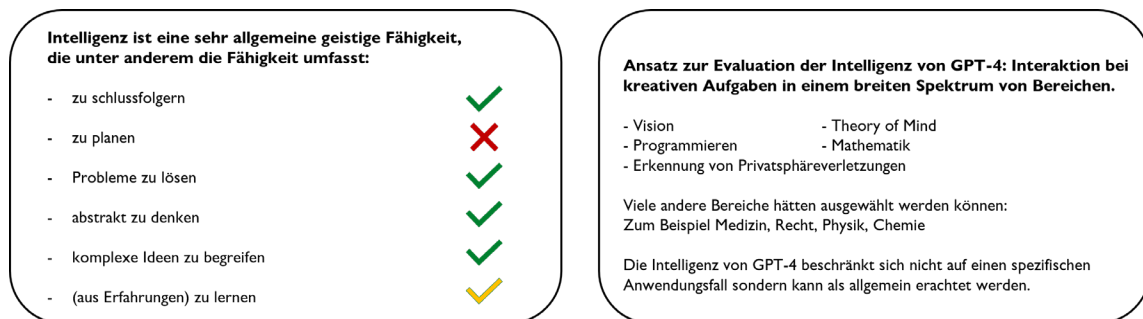 Intelligenz ist eine sehr allgemeine geistige Fähigkeit,
die unter anderem die Fähigkeit umfasst:
- zu schlussfolgern
- zu planen
- Probleme zu lösen
- abstrakt zu denken
- komplexe Ideen zu begreifen
- (aus Erfahrungen) zu lernen
Ansatz zur Evaluation der Intelligenz von GPT-4: Interaktion bei
kreativen Aufgaben in einem breiten Spektrum von Bereichen.
- Vision - Theory of Mind
- Programmieren - Mathematik
- Erkennung von Privatsphäreverletzungen
Viele andere Bereiche hätten ausgewählt werden können:
Zum Beispiel Medizin, Recht, Physik, Chemie
Die Intelligenz von GPT-4 beschränkt sich nicht auf einen spezifischen
Anwendungsfall sondern kann als allgemein erachtet werden.